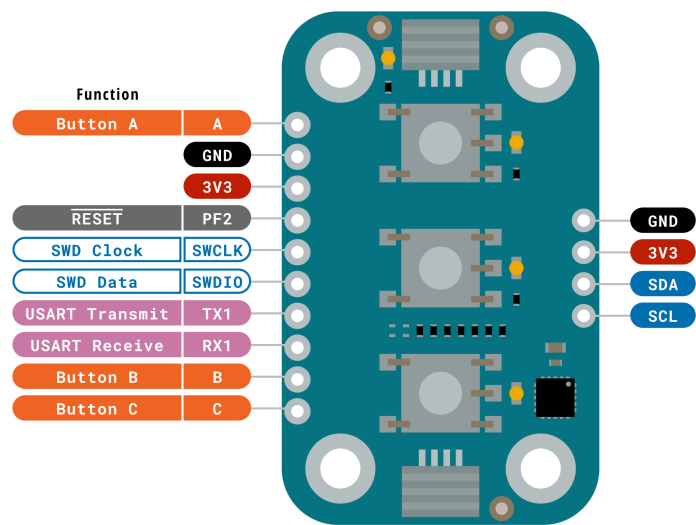 Function
Button A A
GND
3V3
RESET PF2
SWD Clock SWCLK
SWD Data SWDIO
USART Transmit TX1
USART Receive RX1
Button B B
Button C C
GND
3V3
SDA
SCL